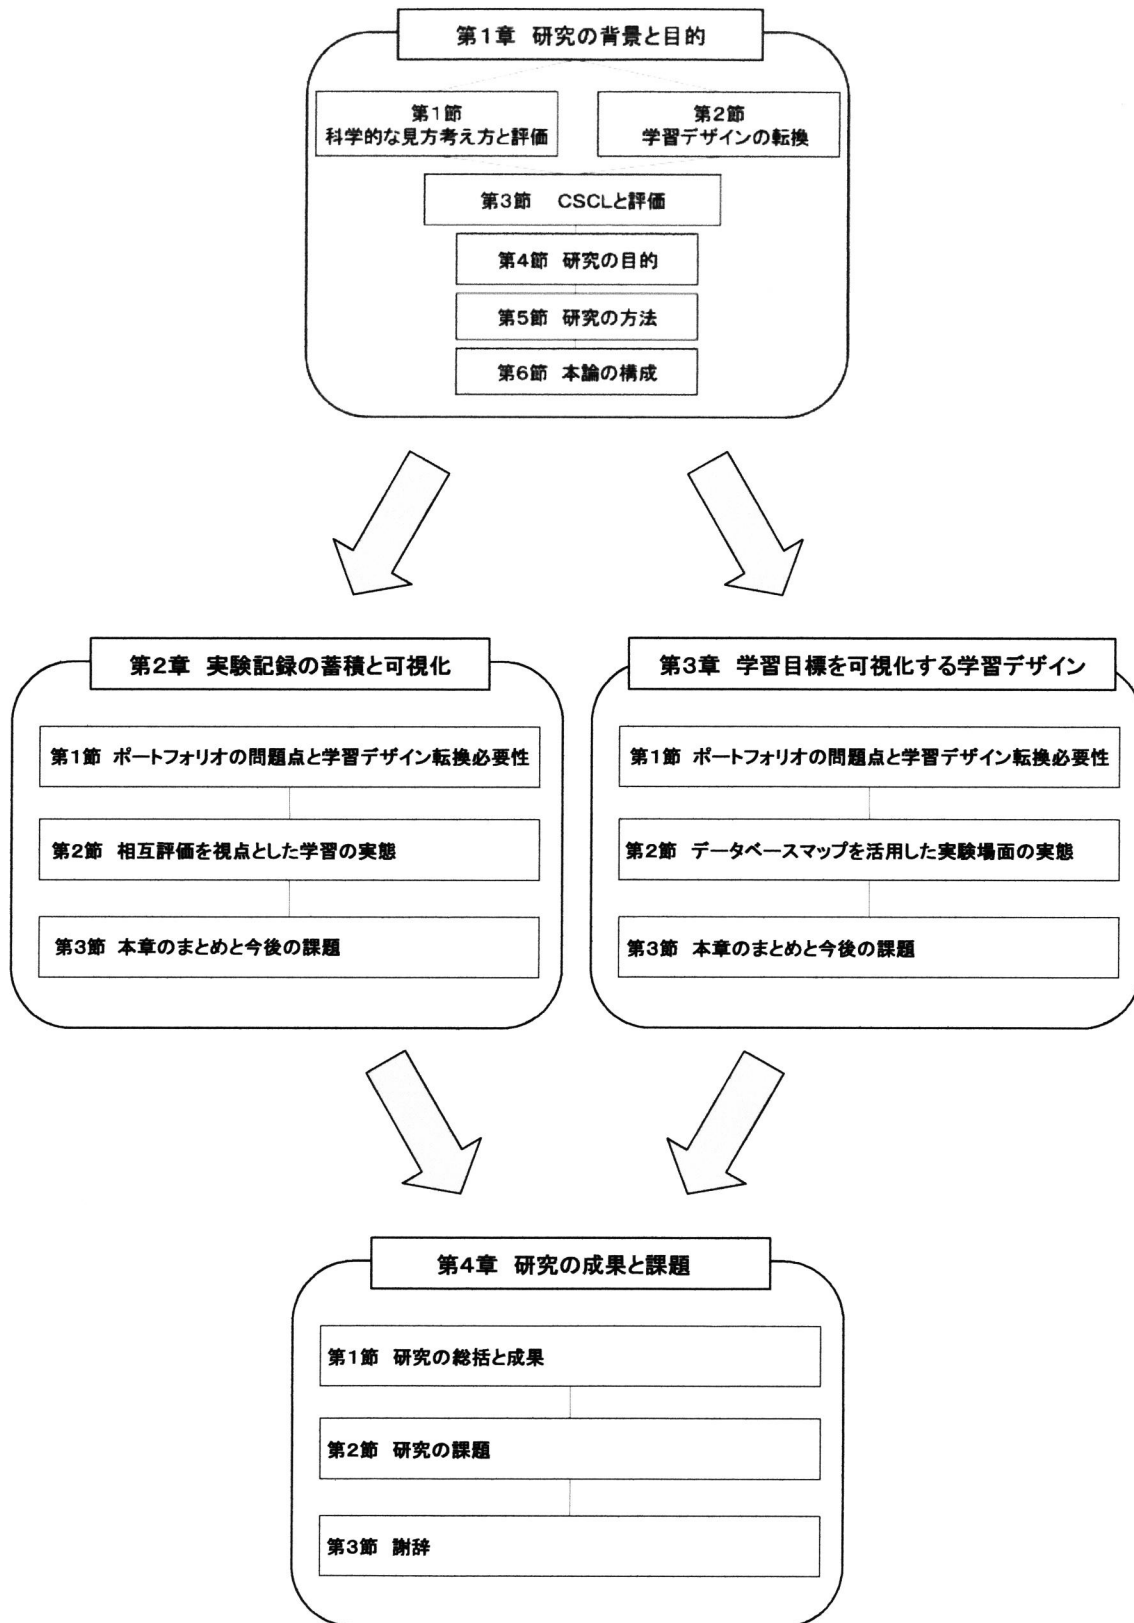 第1章 研究の背景と目的
第1節
科学的な見方考え方と評価
第2節
学習デザインの転換
第3節 CSCLと評価
第4節 研究の目的
第5節 研究の方法
第6節 本論の構成
第2章 実験記録の蓄積と可視化
第1節 ポートフォリオの問題点と学習デザイン転換必要性
第2節 相互評価を視点とした学習の実態
第3節 本章のまとめと今後の課題
第3章 学習目標を可視化する学習デザイン
第1節 ポートフォリオの問題点と学習デザイン転換必要性
第2節 データベースマップを活用した実験場面の実態
第3節 本章のまとめと今後の課題
第4章 研究の成果と課題
第1節 研究の総括と成果
第2節 研究の課題
第3節 謝辞